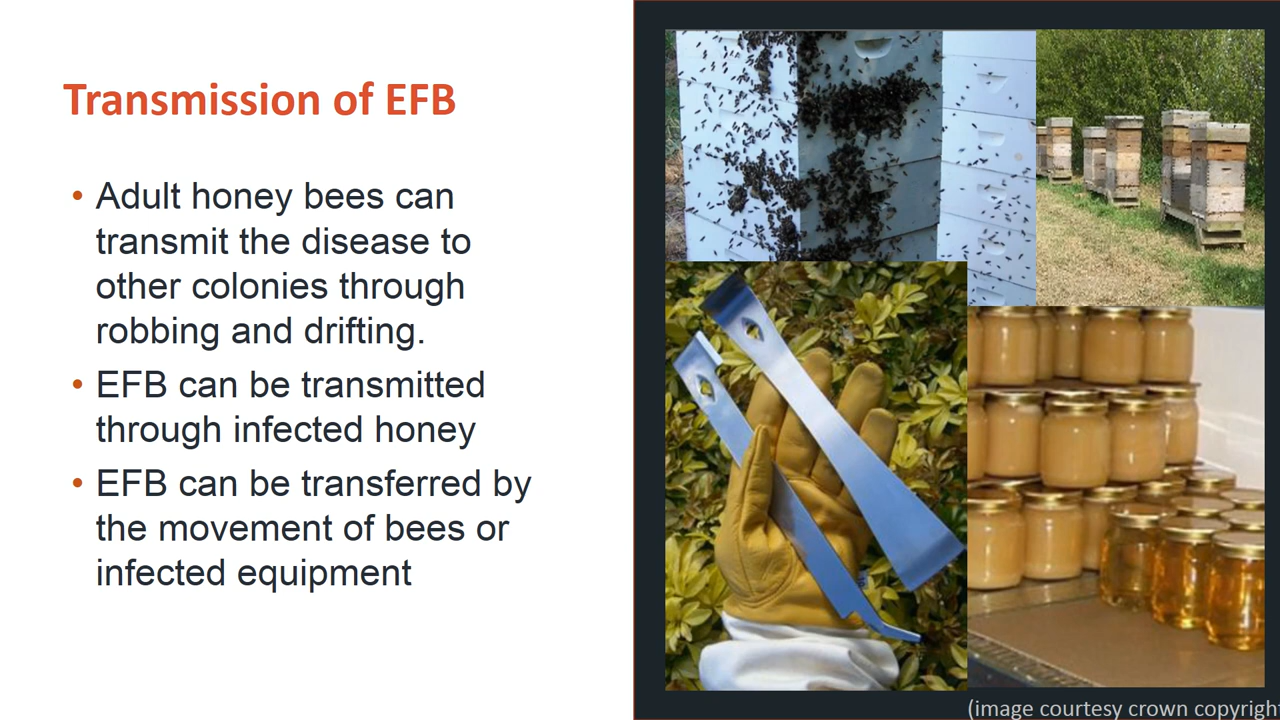 Transmission of EFB
• Adult honey bees can
transmit the disease to
other colonies through
robbing and drifting.
• EFB can be transmitted
through infected honey
• EFB can be transferred by
the movement of bees or
infected equipment
(image courtesy crown copyright